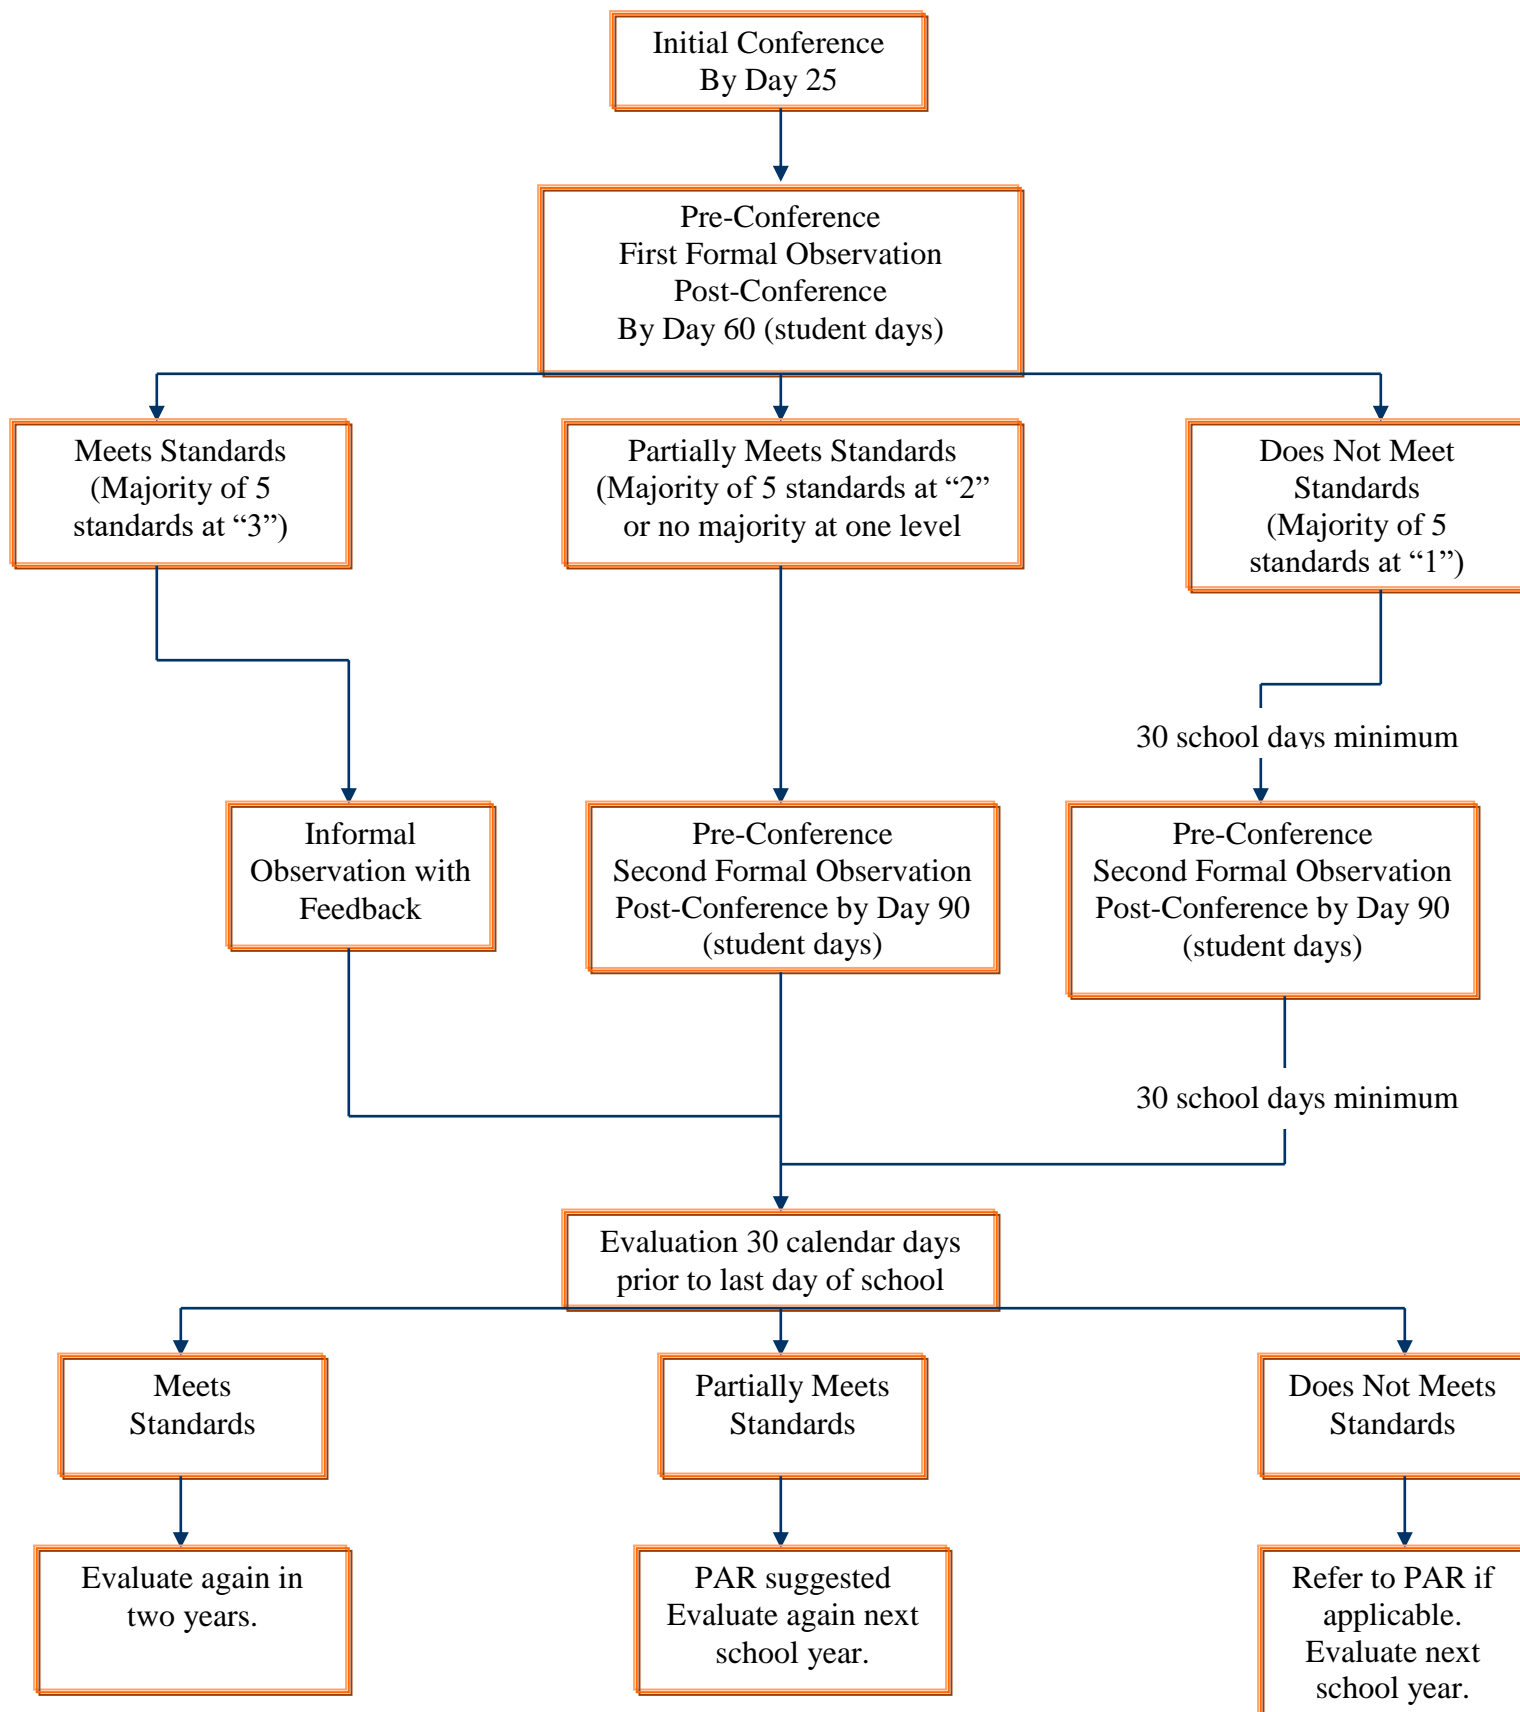 Initial Conference
By Day 25
Pre-Conference
First Formal Observation
Post-Conference
By Day 60 (student days)
Meets Standards
(Majority of 5
standards at “3”)
Partially Meets Standards
(Majority of 5 standards at “2”
or no majority at one level
Does Not Meet
Standards
(Majority of 5
standards at “1”)
30 school days minimum
Informal
Observation with
Feedback
Pre-Conference
Second Formal Observation
Post-Conference by Day 90
(student days)
Pre-Conference
Second Formal Observation
Post-Conference by Day 90
(student days)
30 school days minimum
Evaluation 30 calendar days
prior to last day of school
Meets
Standards
Partially Meets
Standards
Does Not Meets
Standards
Evaluate again in
two years.
PAR suggested
Evaluate again next
school year.
Refer to PAR if
applicable.
Evaluate next
school year.